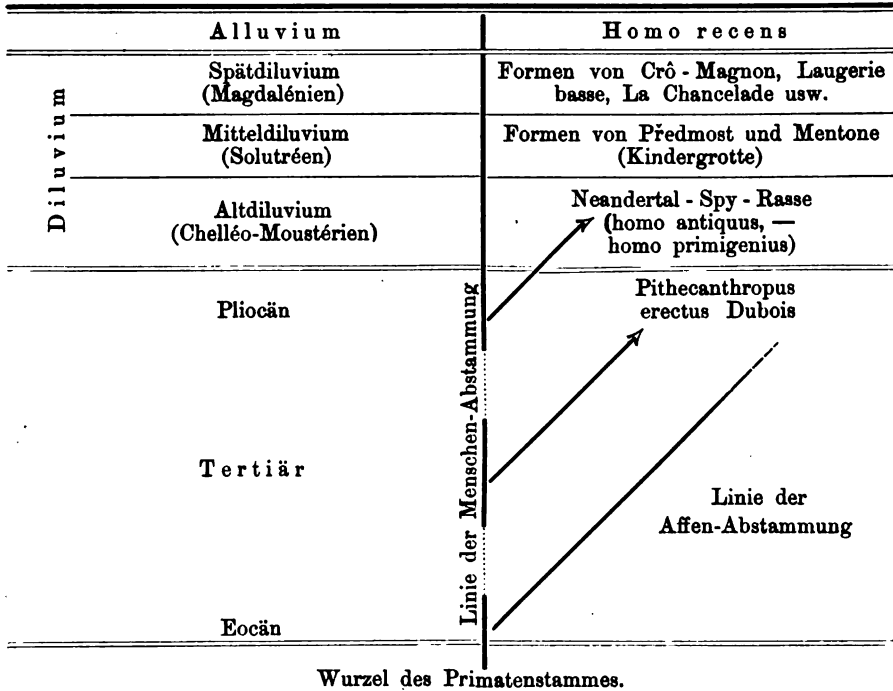 Alluvium
Homo recens
Diluvium
Spätdiluvium
(Magdalénien)
Formen von Crô-Magnon, Laugerie
basse, La Chancelade usw.
Mitteldiluvium
(Solutréen)
Formen von Předmost und Mentone
(Kindergrotte)
Altdiluvium
(Chelléo-Moustérien)
Neandertal-Spy-Rasse
(homo antiquus, —
homo primigenius)
Pliocän
Pithecanthropus
erectus Dubois
Linie der Menschen-Abstammung
Tertiär
Linie der
Affen-Abstammung
Eocän
Wurzel des Primatenstammes.